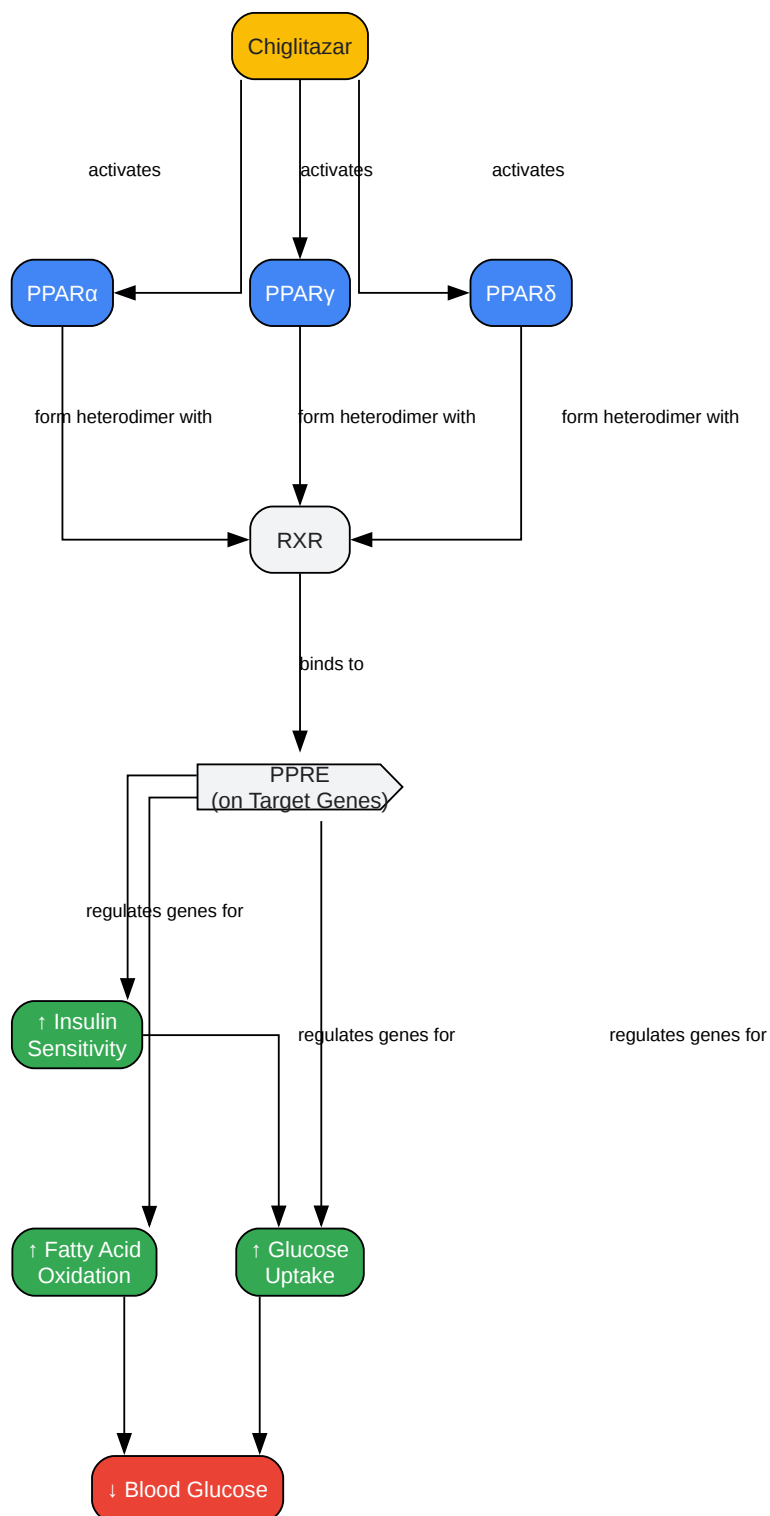 Chiglitazar
activates
activates
activates
PPARα
PPARγ
PPARδ
form heterodimer with
form heterodimer with
form heterodimer with
RXR
binds to
PPRE
(on Target Genes)
regulates genes for
↑ Insulin
Sensitivity
regulates genes for
regulates genes for
↑ Fatty Acid
Oxidation
↑ Glucose
Uptake
↓ Blood Glucose